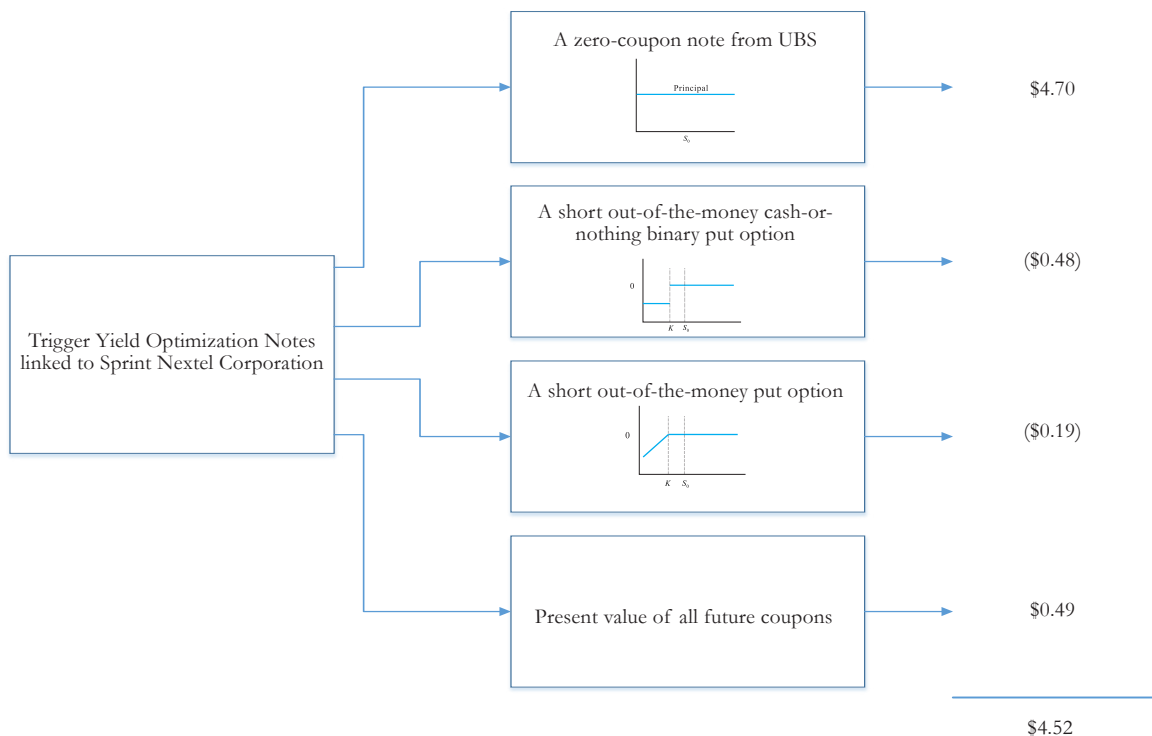 A zero-coupon note from UBS
Principal
S₀
$4.70
A short out-of-the-money cash-or-
nothing binary put option
0
K
S₀
($0.48)
Trigger Yield Optimization Notes
linked to Sprint Nextel Corporation
A short out-of-the-money put option
0
K
S₀
($0.19)
Present value of all future coupons
$0.49
$4.52